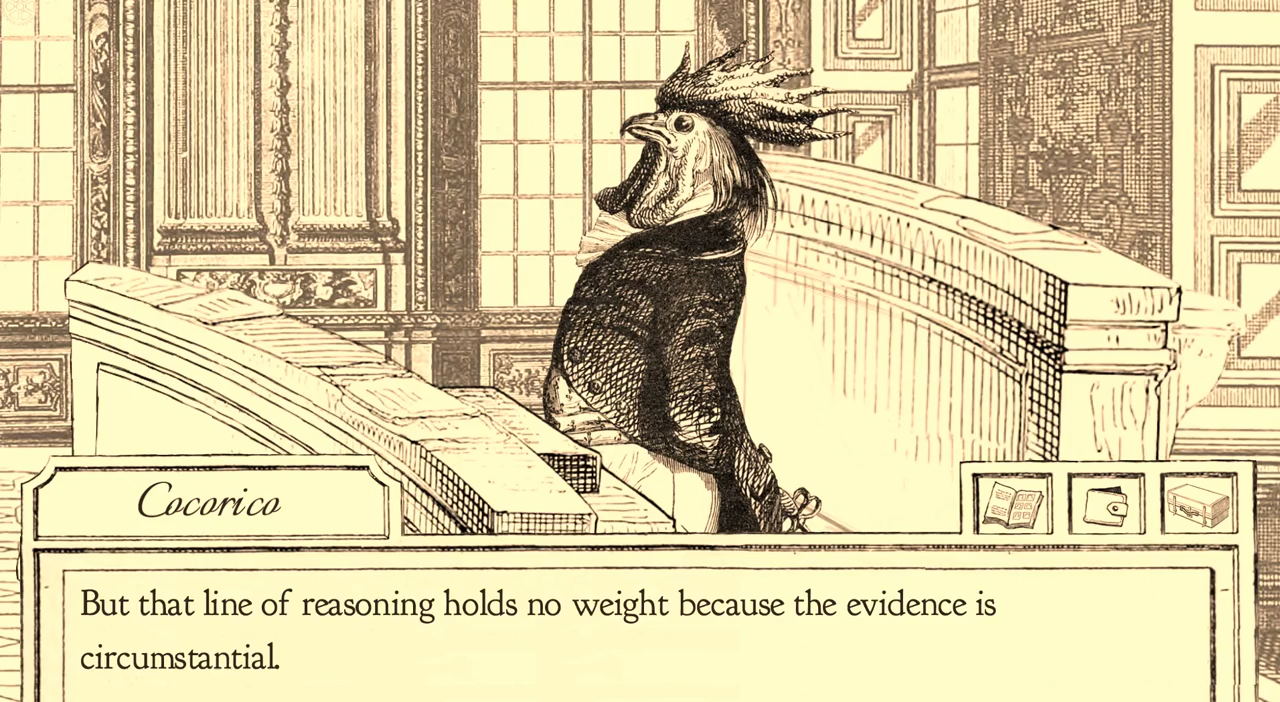 Cocorico
But that line of reasoning holds no weight because the evidence is
circumstantial.